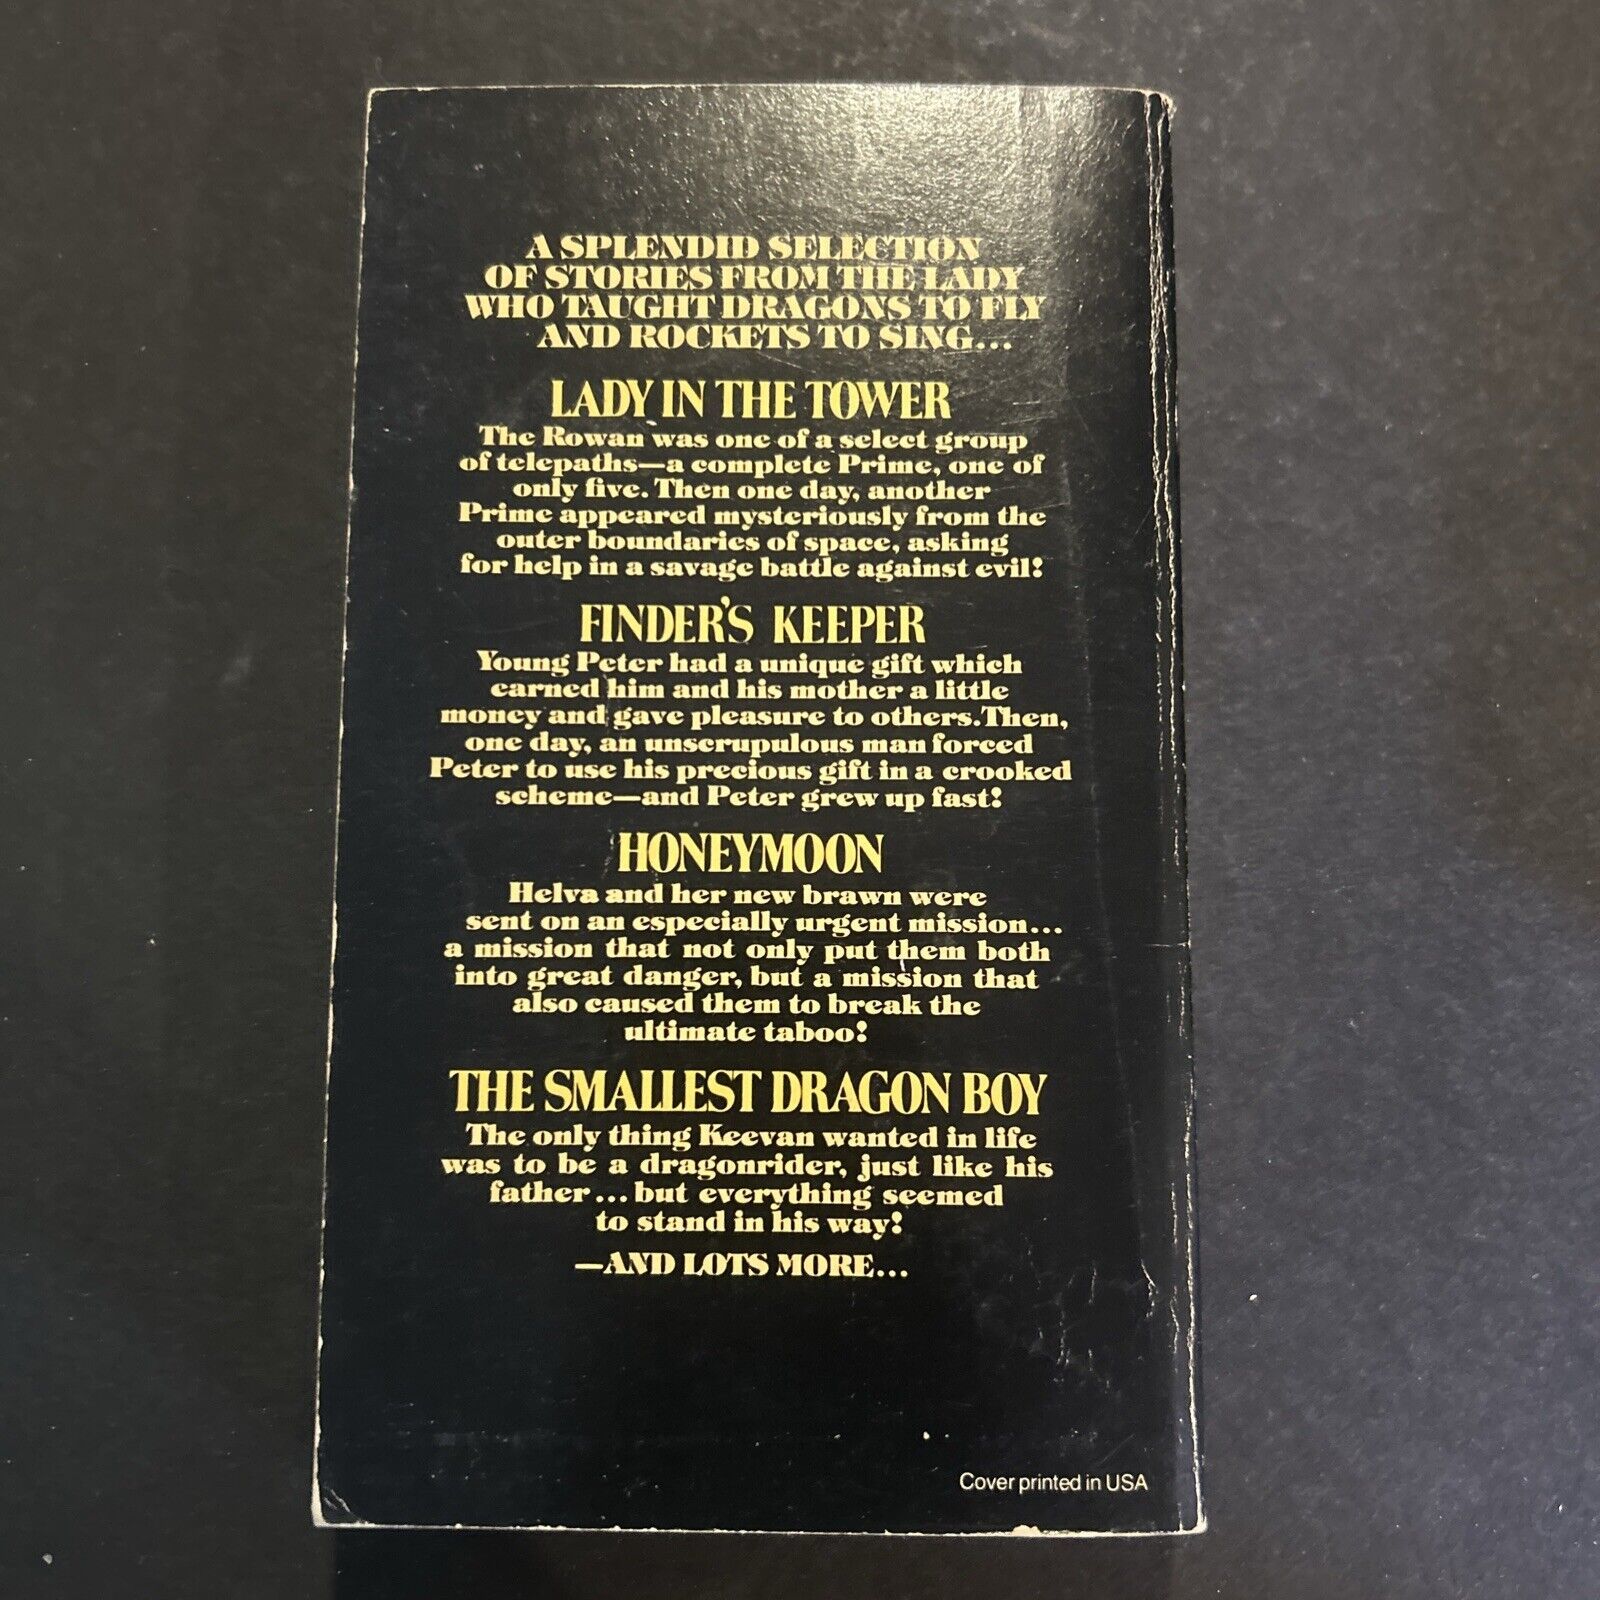 A SPLENDID SELECTION
OF STORIES FROM THE LADY
WHO TAUGHT DRAGONS TO FLY
AND ROCKETS TO SING...
LADY IN THE TOWER
The Rowan was one of a select group
of telepaths—a complete Prime, one of
only five. Then one day, another
Prime appeared mysteriously from the
outer boundaries of space, asking
for help in a savage battle against evil!
FINDER'S KEEPER
Young Peter had a unique gift which
earned him and his mother a little
money and gave pleasure to others. Then,
one day, an unscrupulous man forced
Peter to use his precious gift in a crooked
scheme—and Peter grew up fast!
HONEYMOON
Helva and her new brawn were
sent on an especially urgent mission...
a mission that not only put them both
into great danger, but a mission that
also caused them to break the
ultimate taboo!
THE SMALLEST DRAGON BOY
The only thing Keevan wanted in life
was to be a dragonrider, just like his
father... but everything seemed
to stand in his way!
—AND LOTS MORE...
Cover printed in USA